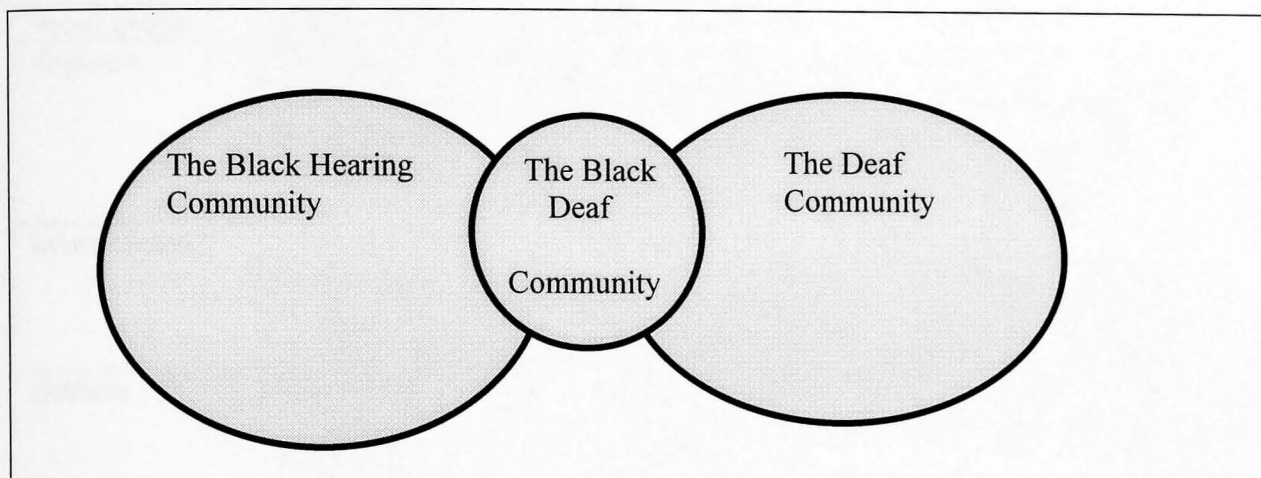 The Black Hearing
Community
The Black
Deaf
Community
The Deaf
Community